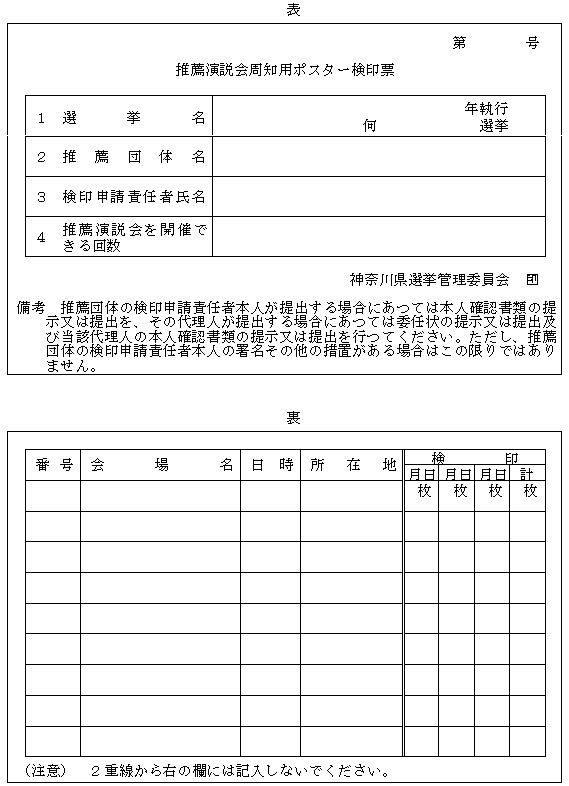 表
第　　　　号
推薦演説会周知用ポスター検印票
1　選挙名　年執行
何　選挙
2　推薦団体名
3　検印申請責任者氏名
4　推薦演説会を開催で
きる回数
神奈川県選挙管理委員会　印
備考　推薦団体の検印申請責任者本人が提出する場合にあつては本人確認書類の提
示又は提出を、その代理人が提出する場合にあつては委任状の提示又は提出及
び当該代理人の本人確認書類の提示又は提出を行つてください。ただし、推薦
団体の検印申請責任者本人の署名その他の措置がある場合はこの限りではあり
ません。
裏
番号　会場名　日時　所在地　検印
月日　月日　月日　計
枚　枚　枚　枚
（注意）　2重線から右の欄には記入しないでください。